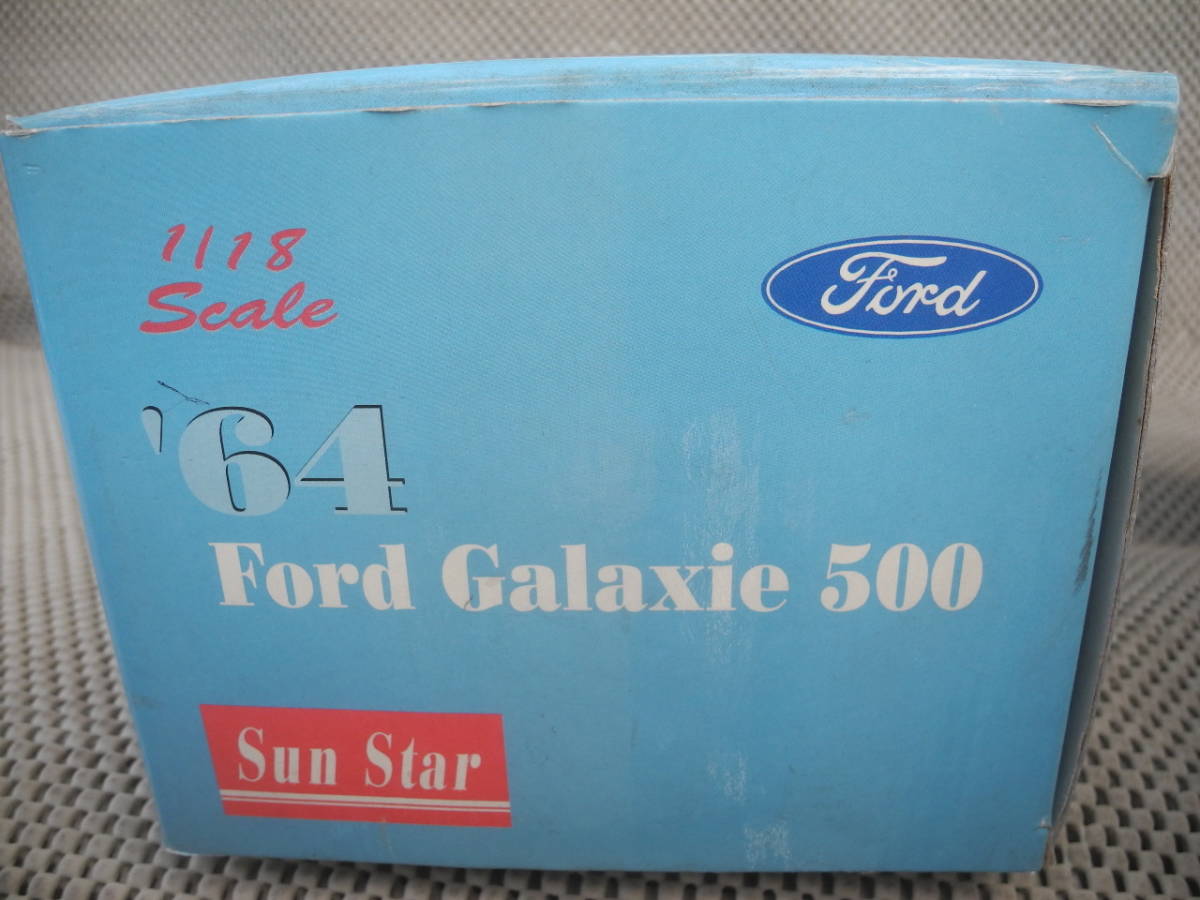 1/18
Scale
Ford
'64
Ford Galaxie 500
Sun Star